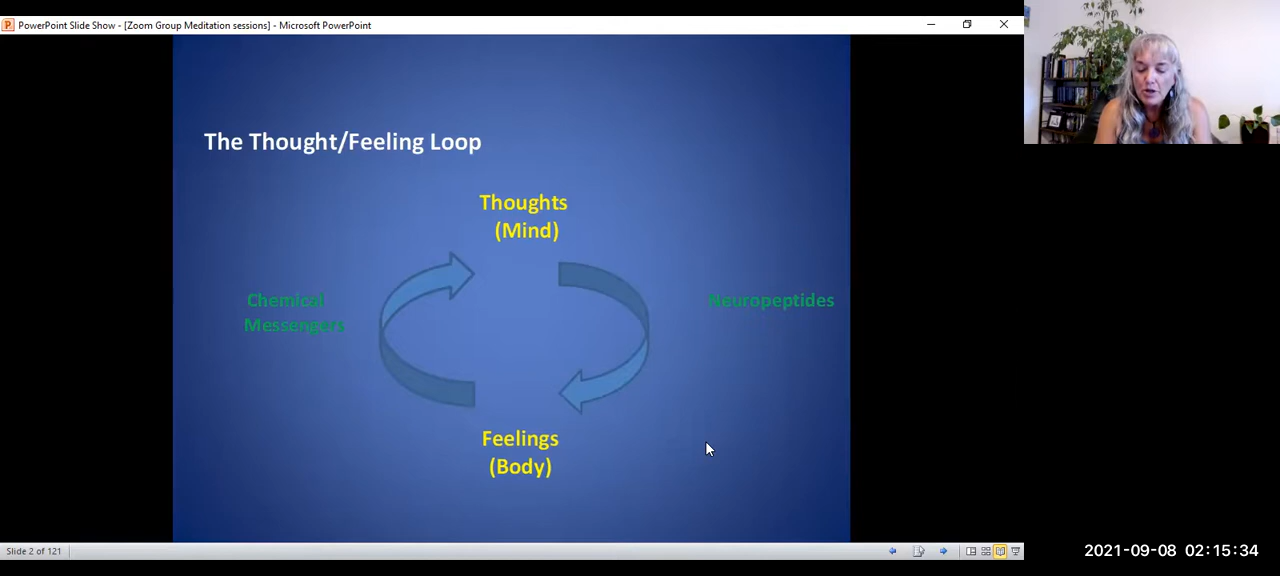 PowerPoint Slide Show - [Zoom Group Meditation sessions] - Microsoft PowerPoint
The Thought/Feeling Loop
Thoughts
(Mind)
Chemical
Messengers
Neuropeptides
Feelings
(Body)
Slide 2 of 121
2021-09-08 02:15:34